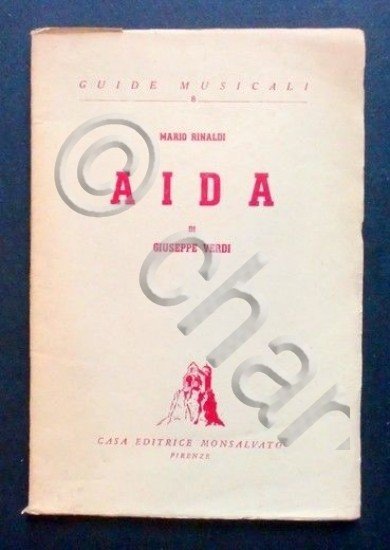 GUIDE MUSICALI
8
MARIO RINALDI
AIDA
DI
GIUSEPPE VERDI
CASA EDITRICE MONSALVATO
FIRENZE
© char